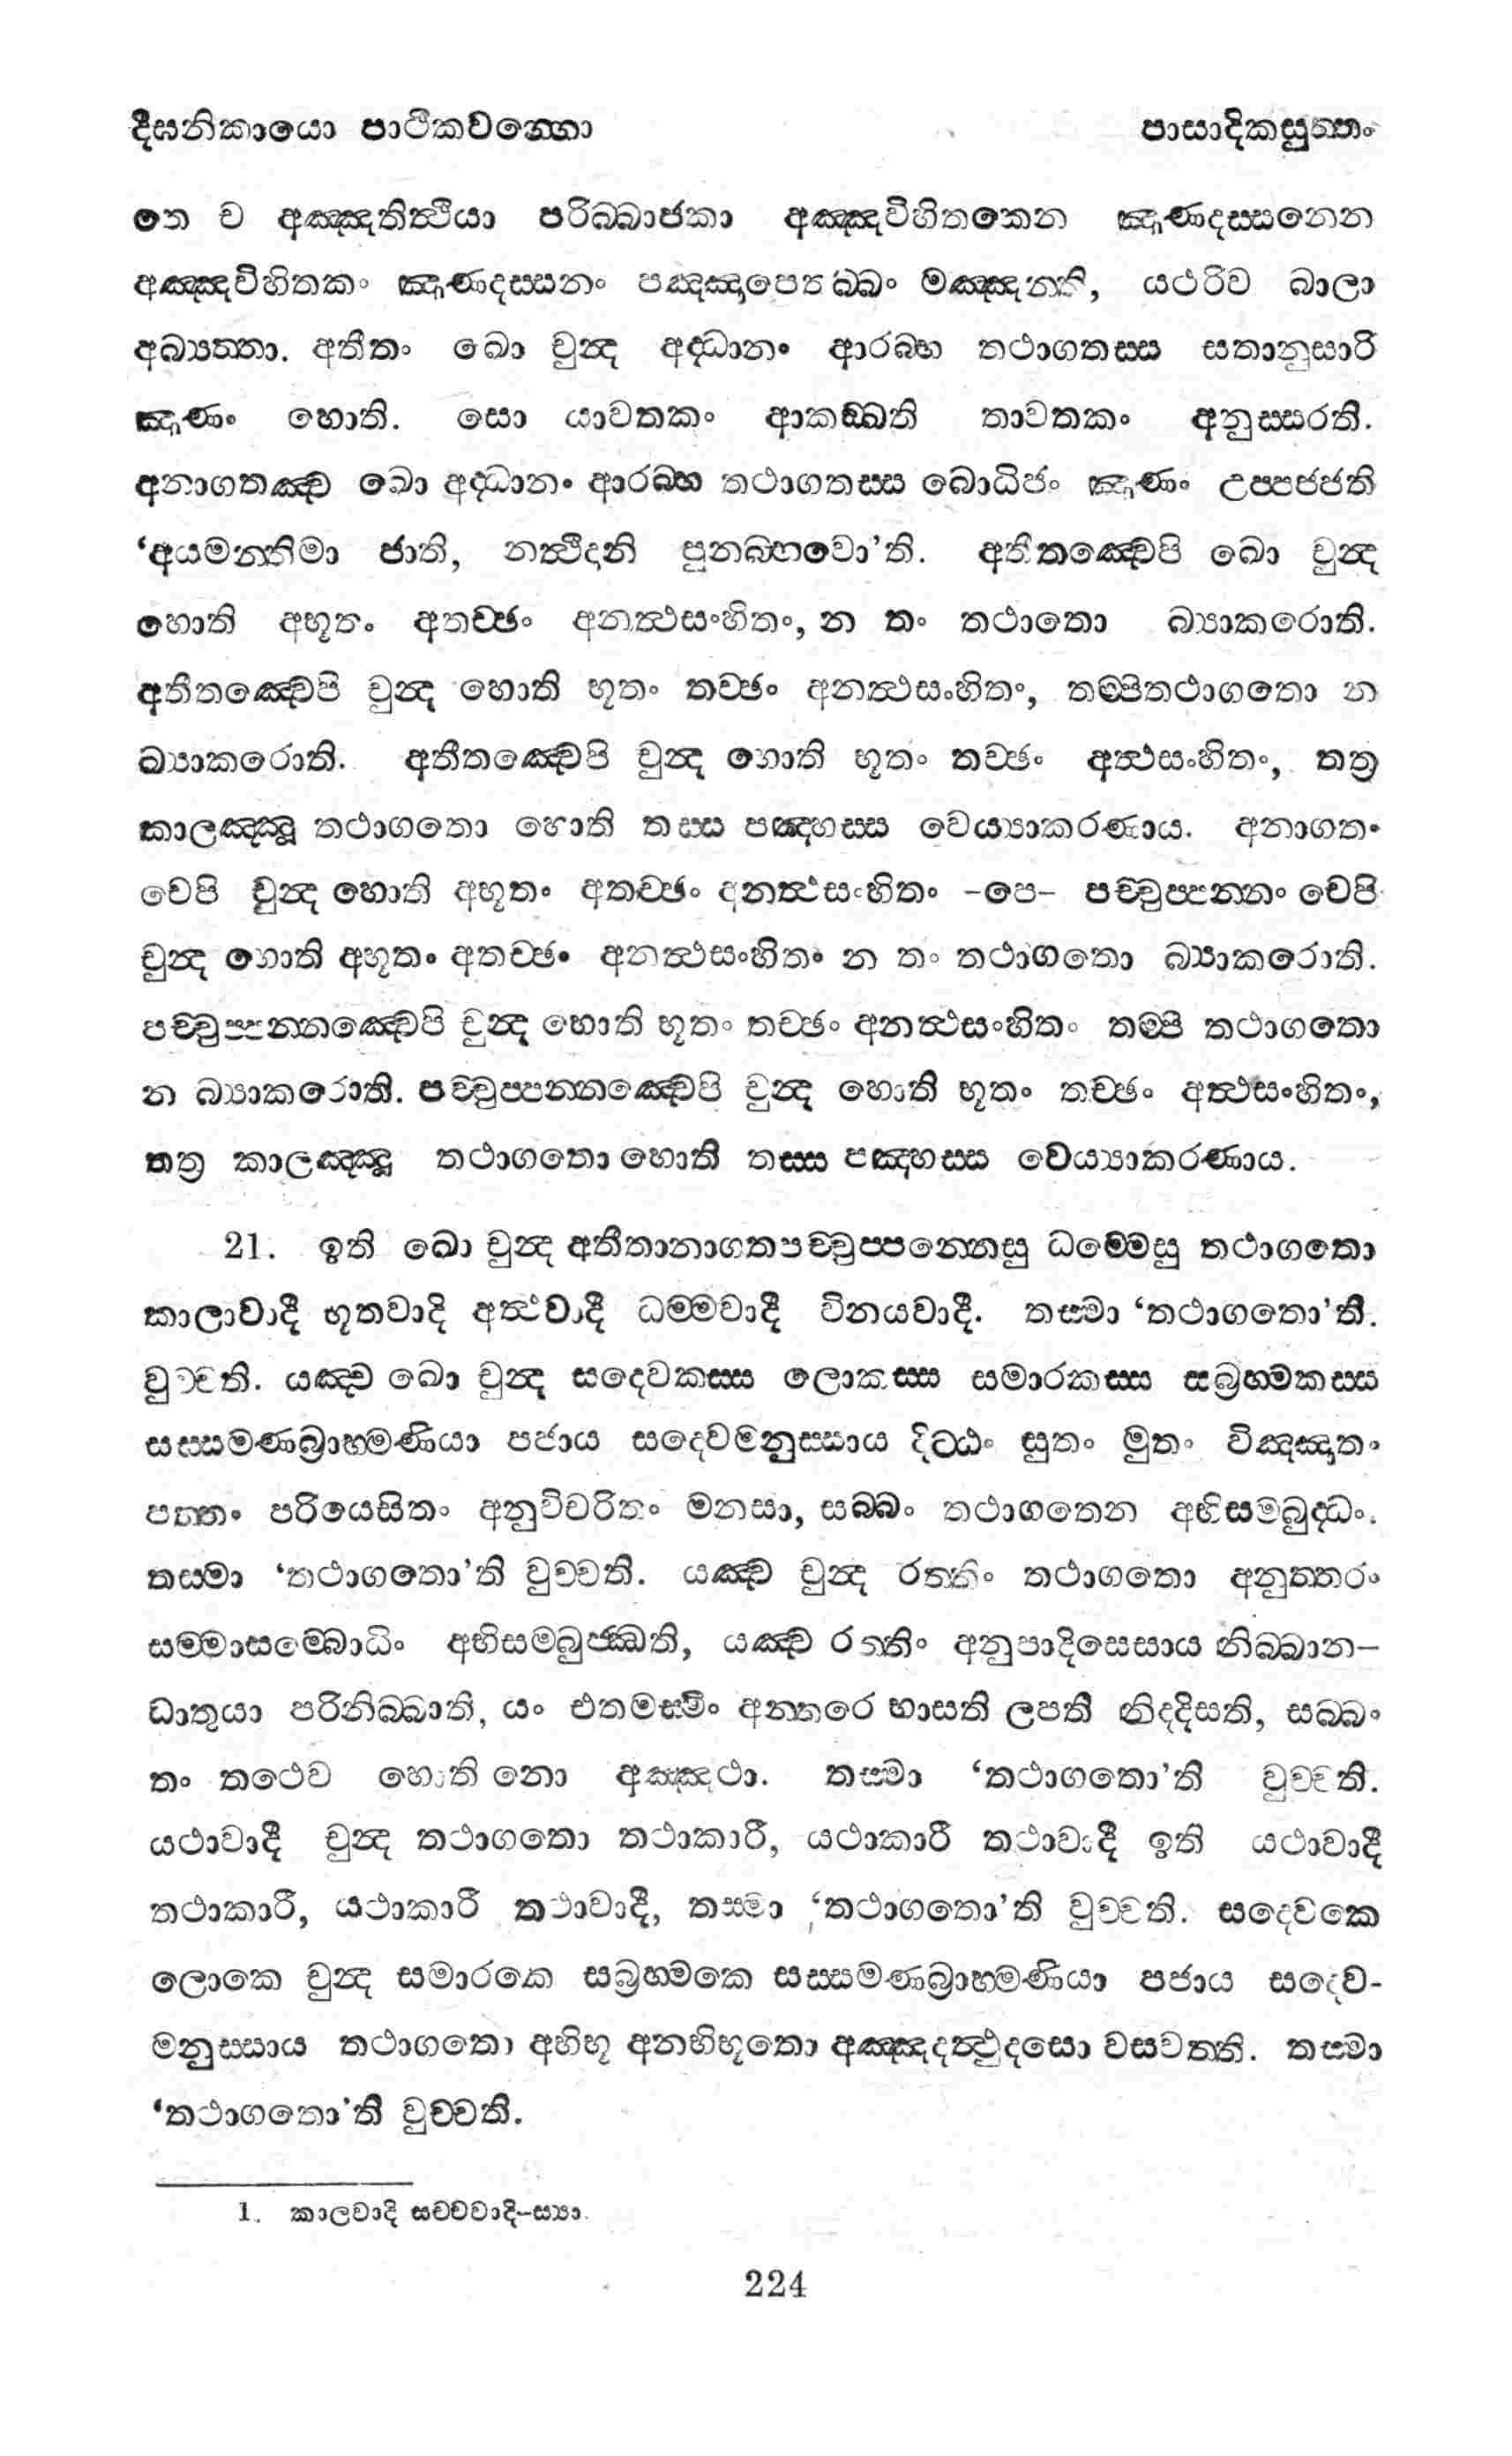 දීඝනිකායො පාථිකවග්ගො පාසාදිකසුත්තං
තෙ ච අඤ්ඤතිත්ථියා පරිබ්බාජකා අඤ්ඤවිහිතකෙන ඤාණදස්සනෙන
අඤ්ඤවිහිතකං ඤාණදස්සනං පඤ්ඤාපෙතබ්බං මඤ්ඤන්ති, යථරිව බාලා
අඛ්‍යත්තා. අතීතං ඛො චුන්ද අද්ධානං ආරබ්භ තථාගතස්ස සතානුසාරි
ඤාණං හොති. සො යාවතකං ආකඞ්ඛති තාවතකං අනුස්සරති.
අනාගතඤ්ච ඛො අද්ධානං ආරබ්භ තථාගතස්ස බොධිජං ඤාණං උප්පජ්ජති
‘අයමන්තිමා ජාති, නත්ථිදානි පුනබ්භවො’ති. අතීතඤ්චෙපි ඛො චුන්ද
හොති අභූතං අතච්ඡං අනත්ථසංහිතං, න තං තථාතො බ්‍යාකරොති.
අතීතඤ්චෙපි චුන්ද හොති භූතං තච්ඡං අනත්ථසංහිතං, තම්පිතථාගතො න
බ්‍යාකරොති. අතීතඤ්චෙපි චුන්ද හොති භූතං තච්ඡං අත්ථසංහිතං, තත්‍ර
කාලඤ්ඤූ තථාගතො හොති තස්ස පඤ්හස්ස වෙය්‍යාකරණාය. අනාගතං
චෙපි චුන්ද හොති අභූතං අතච්ඡං අනත්ථසංහිතං -පෙ- පච්චුප්පන්නං චෙපි
චුන්ද හොති අභූතං අතච්ඡං අනත්ථසංහිතං න තං තථාගතො බ්‍යාකරොති.
පච්චුප්පන්නඤ්චෙපි චුන්ද හොති භූතං තච්ඡං අනත්ථසංහිතං තම්පි තථාගතො
න බ්‍යාකරොති. පච්චුප්පන්නඤ්චෙපි චුන්ද හොති භූතං තච්ඡං අත්ථසංහිතං,
තත්‍ර කාලඤ්ඤූ තථාගතො හොති තස්ස පඤ්හස්ස වෙය්‍යාකරණාය.
21. ඉති ඛො චුන්ද අතීතානාගතපච්චුප්පන්නෙසු ධම්මෙසු තථාගතො
කාලාවාදී භූතවාදි අත්ථවාදී ධම්මවාදී විනයවාදී. තස්මා ‘තථාගතො’ති.
වුච්චති. යඤ්ච ඛො චුන්ද සදෙවකස්ස ලොකස්ස සමාරකස්ස සබ්‍රහ්මකස්ස
සස්සමණබ්‍රාහ්මණියා පජාය සදෙවමනුස්සාය දිට්ඨං සුතං මුතං විඤ්ඤාතං
පත්තං පරියෙසිතං අනුවිචරිතං මනසා, සබ්බං තථාගතෙන අභිසම්බුද්ධං.
තස්මා ‘තථාගතො’ති වුච්චති. යඤ්ච චුන්ද රත්තිං තථාගතො අනුත්තරං
සම්මාසම්බොධිං අභිසම්බුජ්ඣති, යඤ්ච රත්තිං අනුපාදිසෙසාය නිබ්බාන–
ධාතුයා පරිනිබ්බාති, යං එතමස්මිං අන්තරෙ භාසති ලපති නිද්දිසති, සබ්බං
තං තථෙව හොති නො අඤ්ඤථා. තස්මා ‘තථාගතො’ති වුච්චති.
යථාවාදී චුන්ද තථාගතො තථාකාරී, යථාකාරී තථාවාදී ඉති යථාවාදී
තථාකාරී, යථාකාරී තථාවාදී, තස්මා ‘තථාගතො’ති වුච්චති. සදෙවකෙ
ලොකෙ චුන්ද සමාරකෙ සබ්‍රහ්මකෙ සස්සමණබ්‍රාහ්මණියා පජාය සදෙව-
මනුස්සාය තථාගතො අභිභූ අනභිභූතො අඤ්ඤදත්ථුදසො වසවත්ති. තස්මා
‘තථාගතො’ති වුච්චති.
1. කාලවාදි සච්චවාදි–ස්‍යා.
224